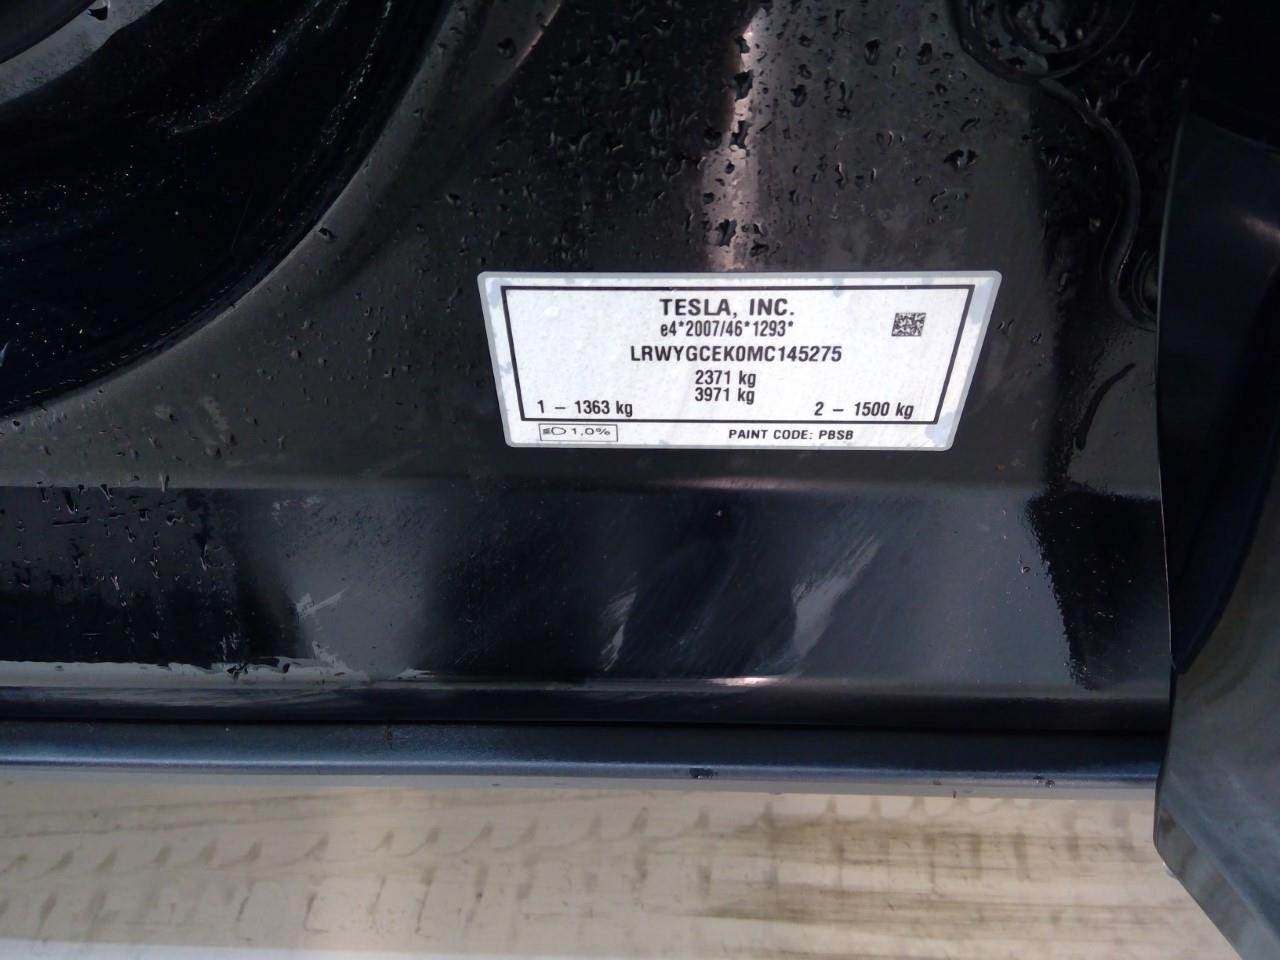 TESLA, INC.
e4*2007/46*1293*
LRWYGCEK0MC145275
2371 kg
3971 kg
1 – 1363 kg 2 – 1500 kg
1,0% PAINT CODE: PBSB